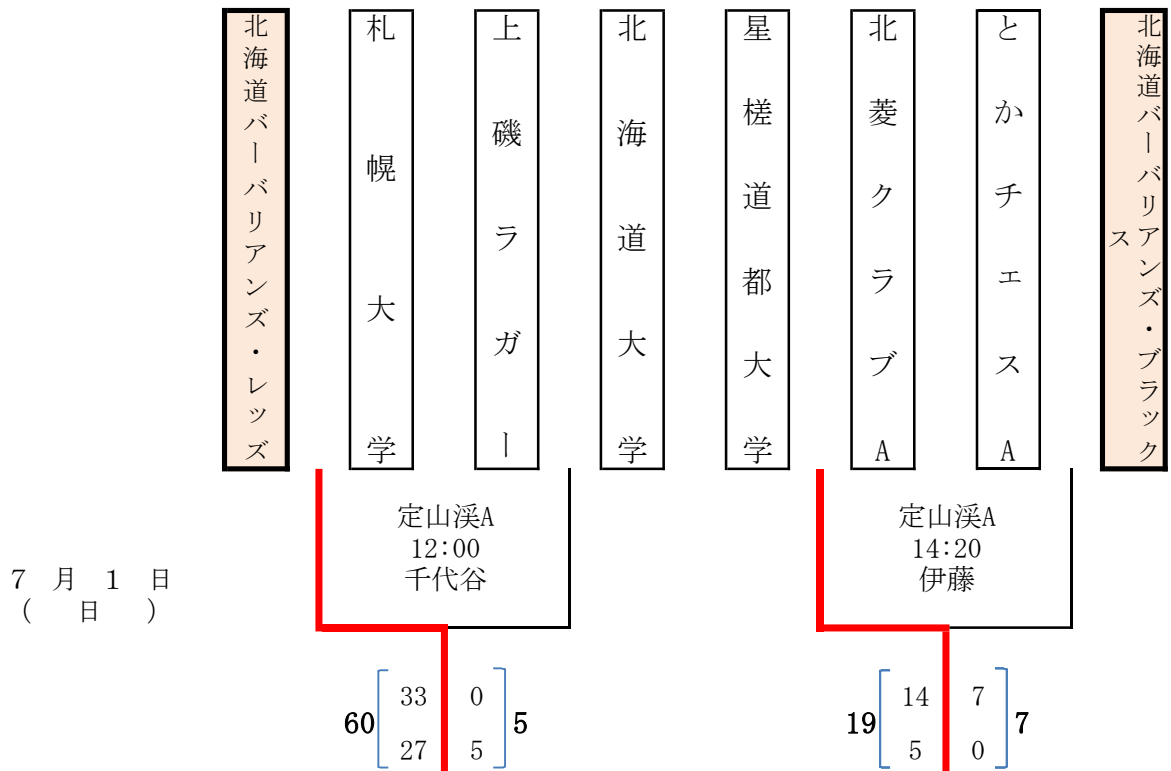 北海道バーバリアンズ・レッズ
札幌大学
上磯ラガー
北海道大学
星槎道都大学
北菱クラブA
とかチェスA
北海道バーバリアンズ・ブラック
ス
定山渓A
12:00
千代谷
定山渓A
14:20
伊藤
7 月 1 日
( 日 )
60 33 0 5
27 5
19 14 7 7
5 0